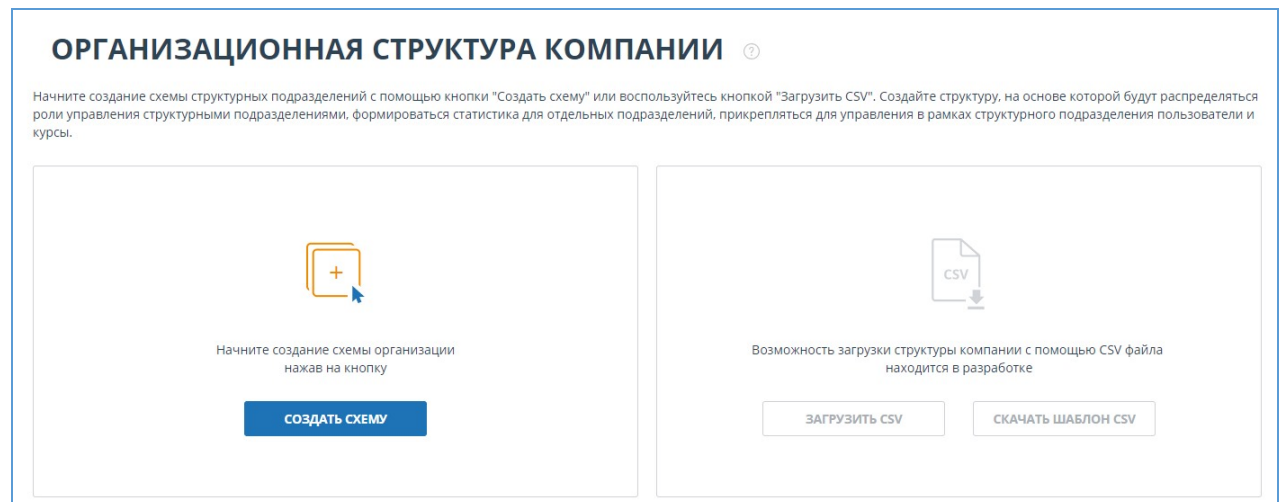 ОРГАНИЗАЦИОННАЯ СТРУКТУРА КОМПАНИИ ?
Начните создание схемы структурных подразделений с помощью кнопки "Создать схему" или воспользуйтесь кнопкой "Загрузить CSV". Создайте структуру, на основе которой будут распределяться
роли управления структурными подразделениями, формироваться статистика для отдельных подразделений, прикрепляться для управления в рамках структурного подразделения пользователи и
курсы.
Начните создание схемы организации
нажав на кнопку
СОЗДАТЬ СХЕМУ
CSV
Возможность загрузки структуры компании с помощью CSV файла
находится в разработке
ЗАГРУЗИТЬ CSV
СКАЧАТЬ ШАБЛОН CSV